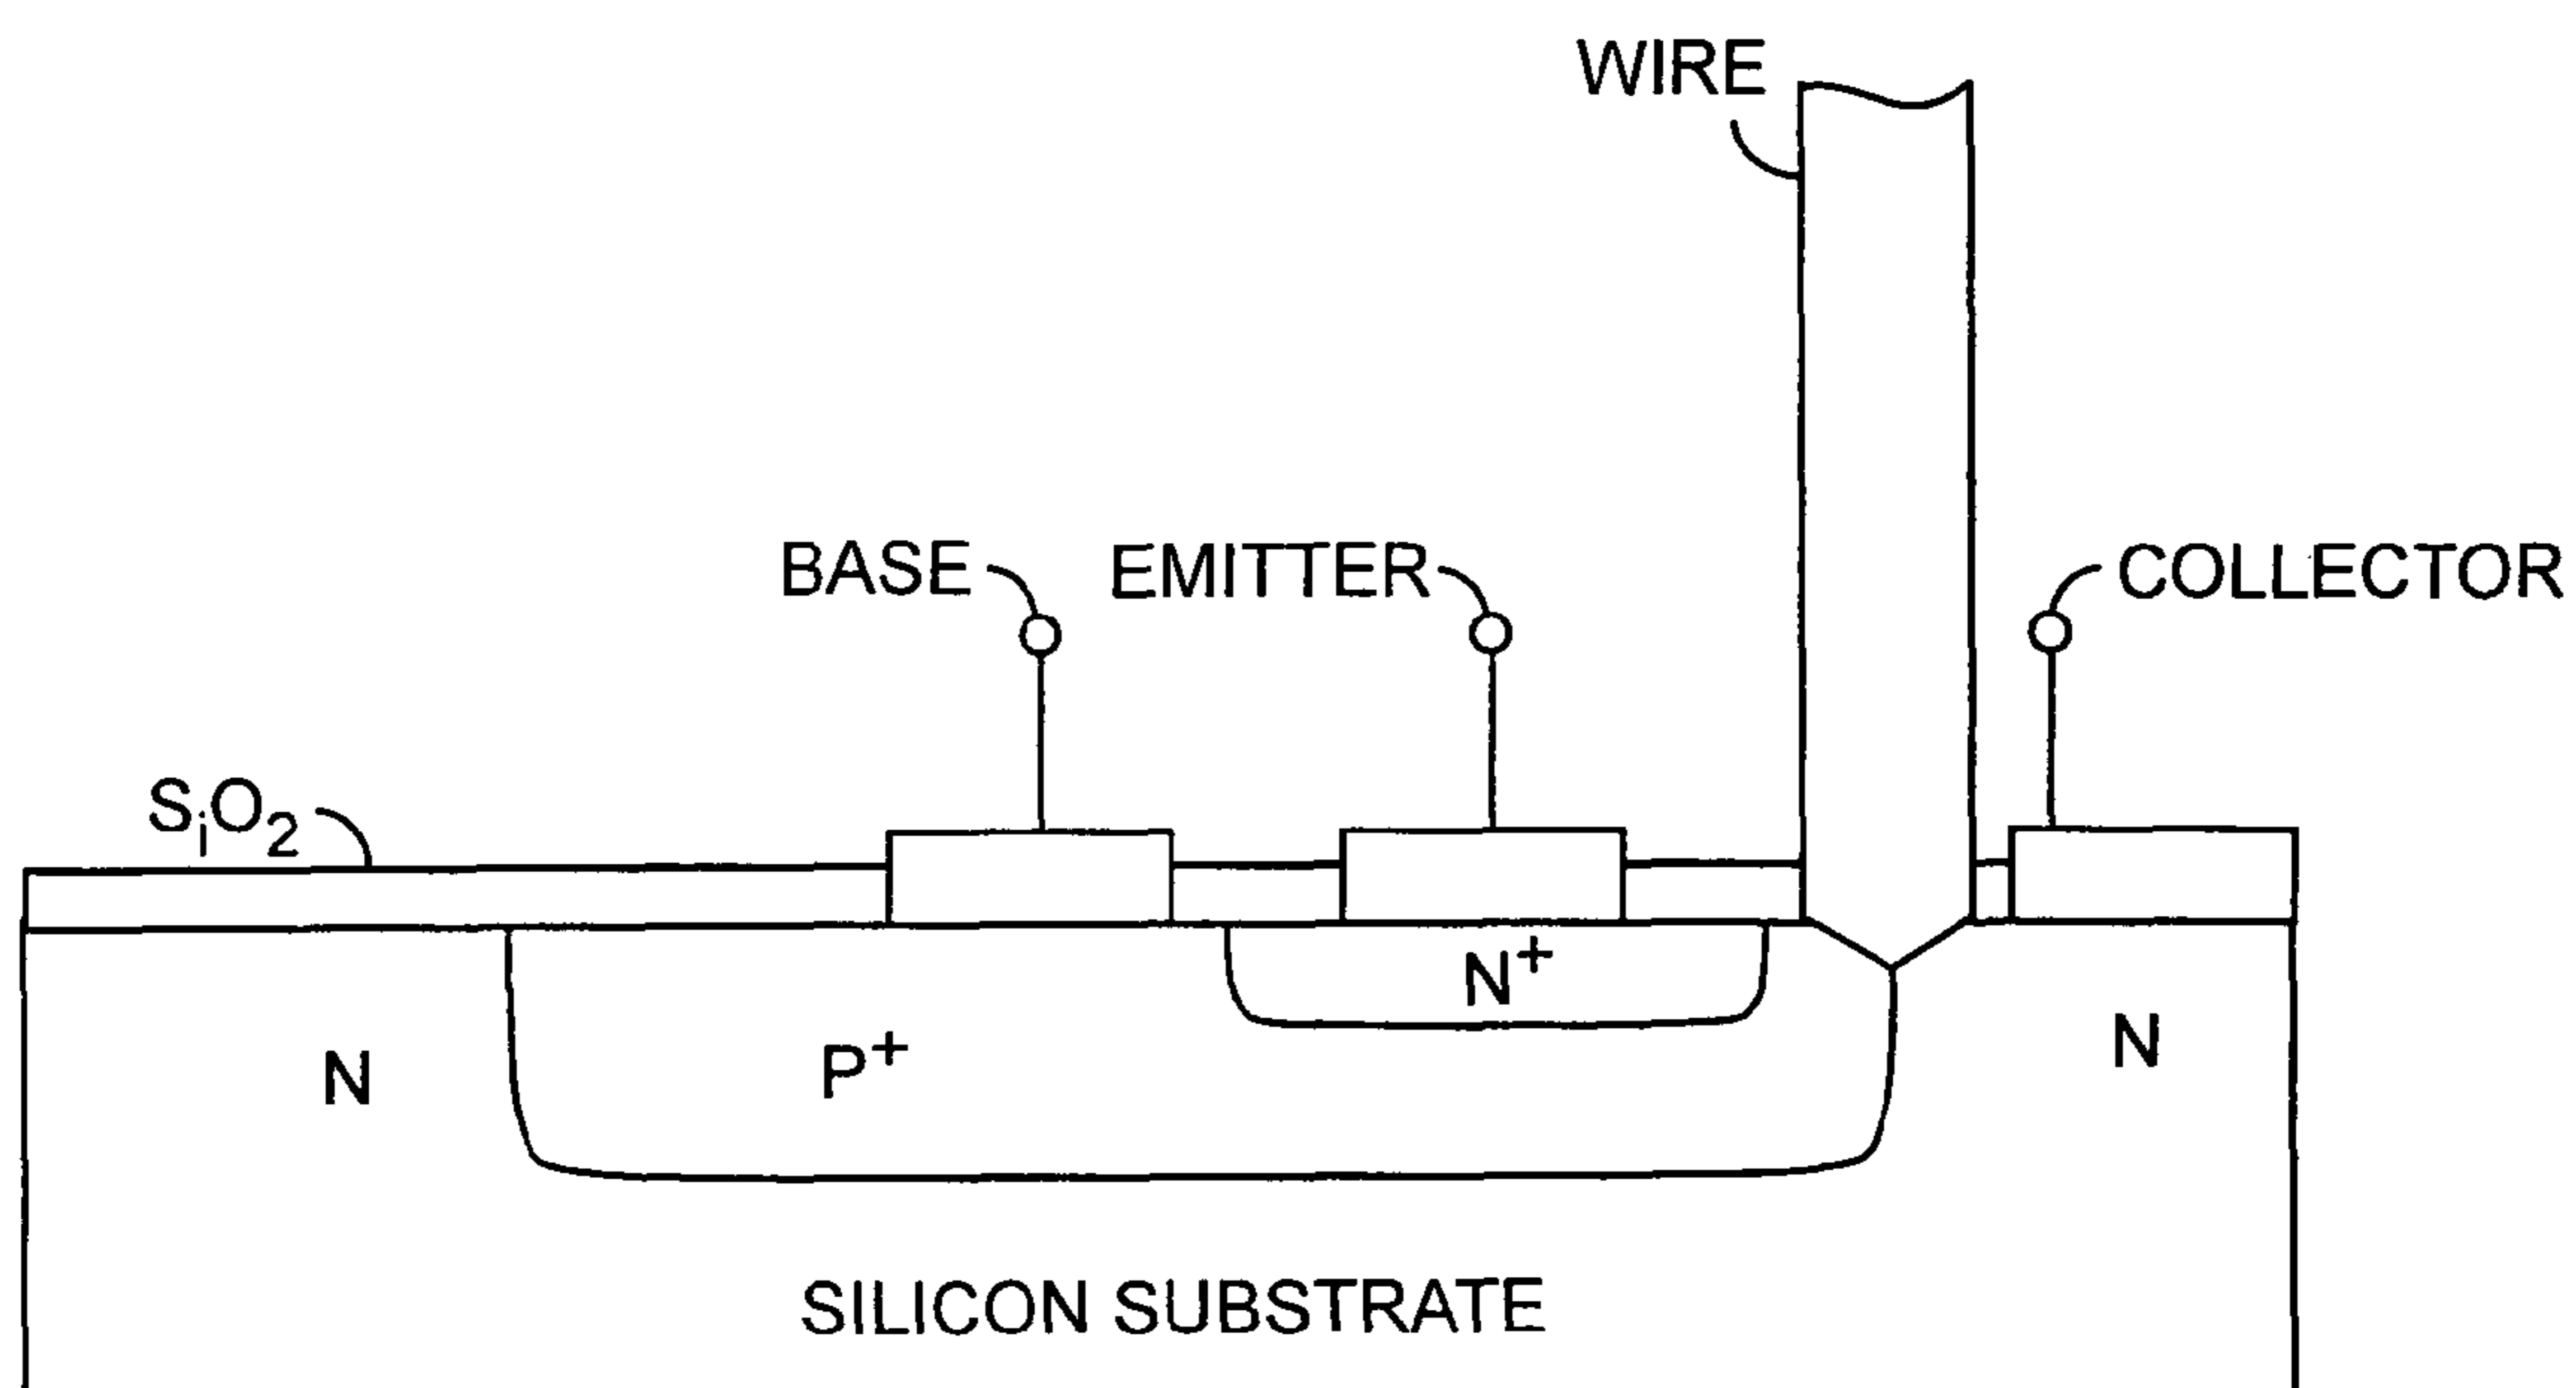 WIRE
BASE
EMITTER
COLLECTOR
SiO2
N+
N
P+
N
SILICON SUBSTRATE